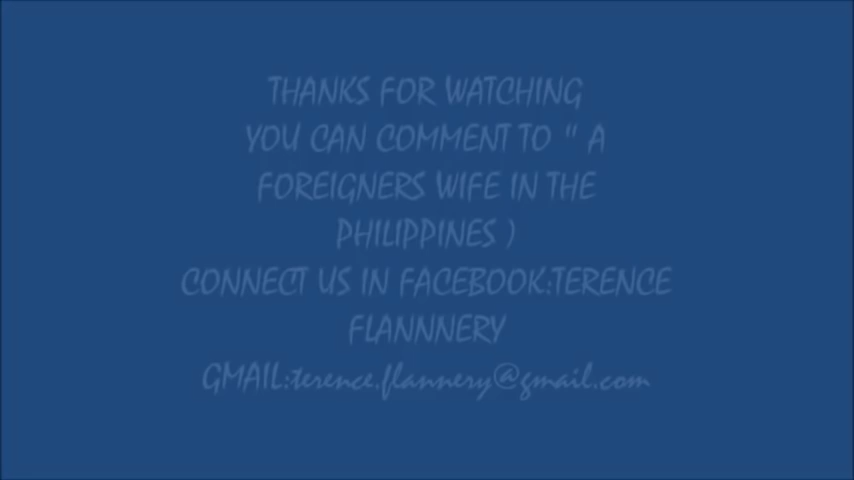 THANKS FOR WATCHING
YOU CAN COMMENT TO " A
FOREIGNERS WIFE IN THE
PHILIPPINES )
CONNECT US IN FACEBOOK:TERENCE
FLANNNERY
GMAIL:terence.flannery@gmail.com